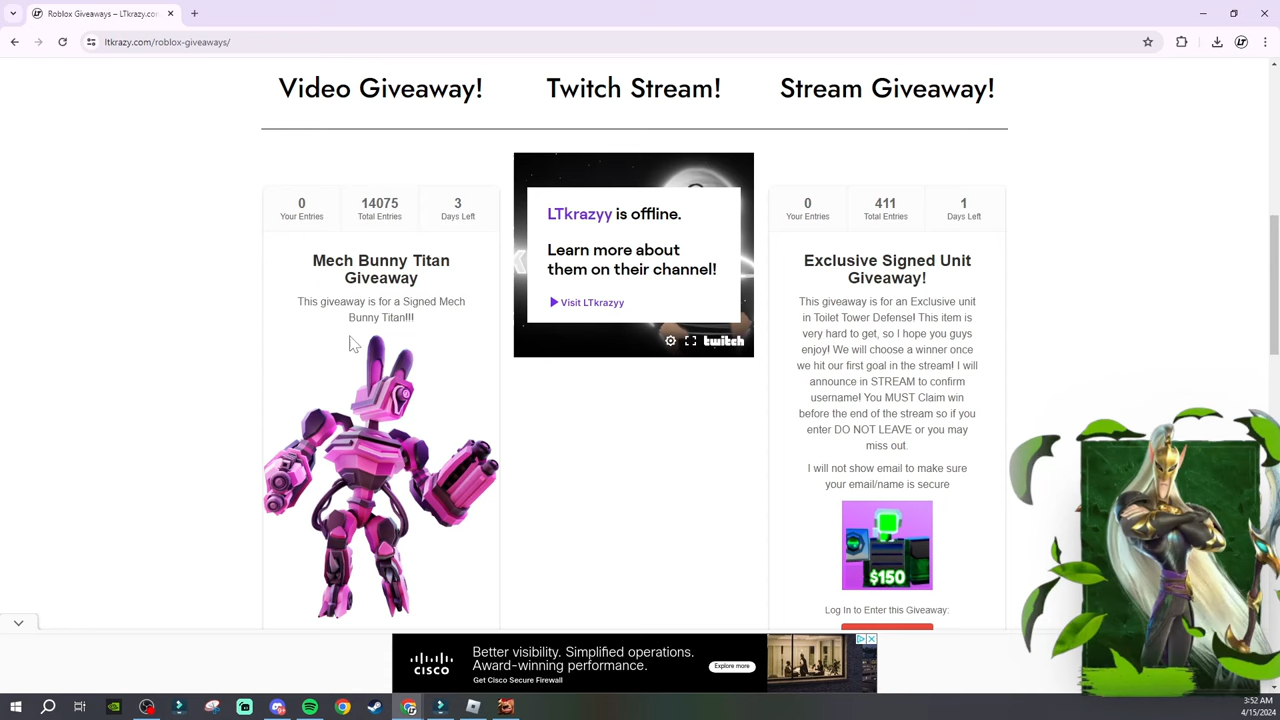 Roblox Giveaways – LTkrazy.com
ltkrazy.com/roblox-giveaways/
Video Giveaway!
Twitch Stream!
Stream Giveaway!
0
Your Entries
14075
Total Entries
3
Days Left
Mech Bunny Titan
Giveaway
This giveaway is for a Signed Mech
Bunny Titan!!!
LTkrazyy is offline.
Learn more about
them on their channel!
Visit LTkrazyy
twitch
0
Your Entries
411
Total Entries
1
Days Left
Exclusive Signed Unit
Giveaway!
This giveaway is for an Exclusive unit
in Toilet Tower Defense! This item is
very hard to get, so I hope you guys
enjoy! We will choose a winner once
we hit our first goal in the stream! I will
announce in STREAM to confirm
username! You MUST Claim win
before the end of the stream so if you
enter DO NOT LEAVE or you may
miss out.
I will not show email to make sure
your email/name is secure
$150
Log In to Enter this Giveaway:
CISCO
Better visibility. Simplified operations.
Award-winning performance.
Get Cisco Secure Firewall
Explore more
3:52 AM
4/15/2024